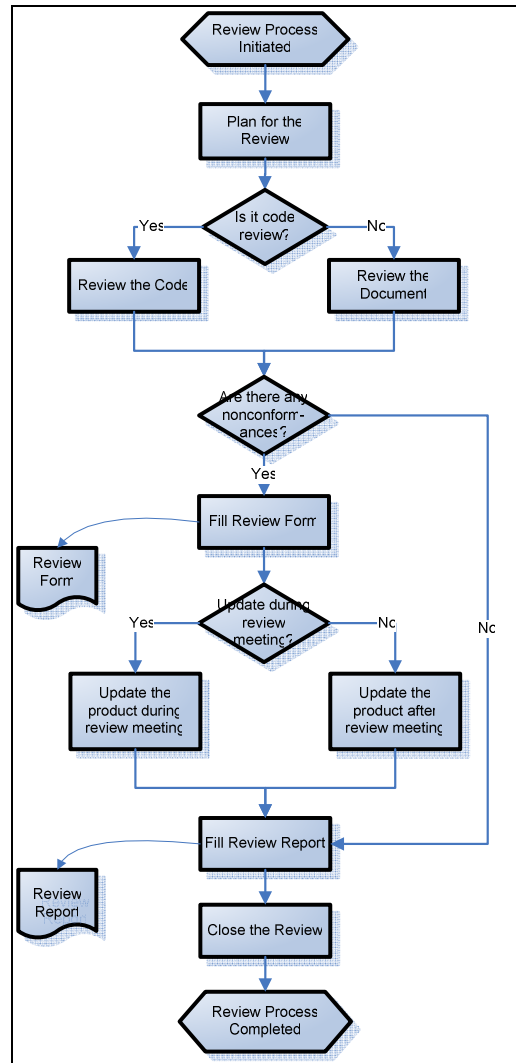 Review Process
Initiated
Plan for the
Review
Is it code
review?
Yes
No
Review the Code
Review the
Document
Are there any
nonconform-
ances?
Yes
No
Fill Review Form
Review
Form
Update during
review
meeting?
Yes
No
Update the
product during
review meeting
Update the
product after
review meeting
Fill Review Report
Review
Report
Close the Review
Review Process
Completed